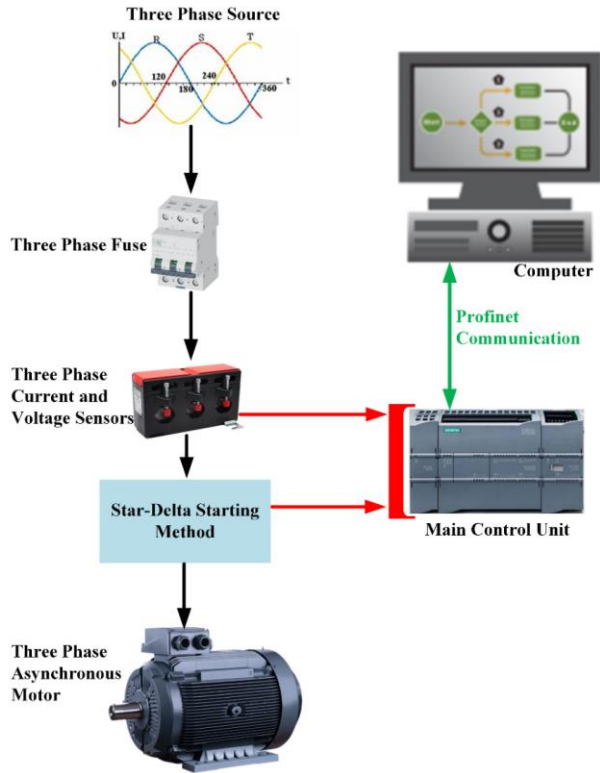 Three Phase Source
U,I
R
S
T
0
120
180
240
360
t
Three Phase Fuse
Three Phase
Current and
Voltage Sensors
Star-Delta Starting
Method
Three Phase
Asynchronous
Motor
Computer
Profinet
Communication
SIEMENS
Main Control Unit